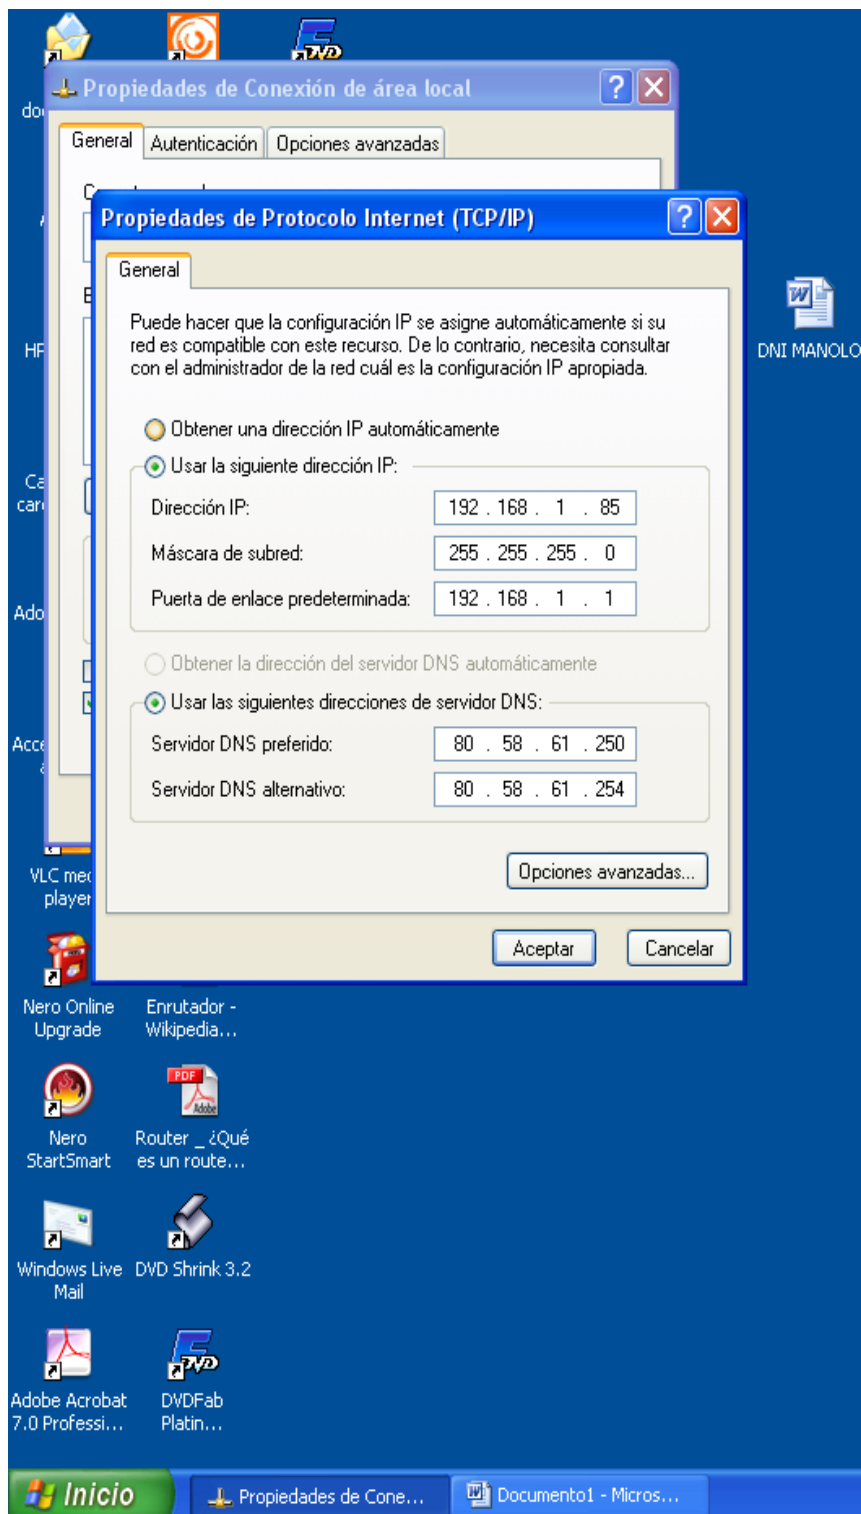 Propiedades de Conexión de área local
General
Autenticación
Opciones avanzadas
Propiedades de Protocolo Internet (TCP/IP)
General
Puede hacer que la configuración IP se asigne automáticamente si su
red es compatible con este recurso. De lo contrario, necesita consultar
con el administrador de la red cuál es la configuración IP apropiada.
Obtener una dirección IP automáticamente
Usar la siguiente dirección IP:
Dirección IP: 192 . 168 . 1 . 85
Máscara de subred: 255 . 255 . 255 . 0
Puerta de enlace predeterminada: 192 . 168 . 1 . 1
Obtener la dirección del servidor DNS automáticamente
Usar las siguientes direcciones de servidor DNS:
Servidor DNS preferido: 80 . 58 . 61 . 250
Servidor DNS alternativo: 80 . 58 . 61 . 254
Opciones avanzadas...
Aceptar
Cancelar
DNI MANOLO
VLC med
player
Nero Online
Upgrade
Enrutador -
Wikipedia...
PDF
Adobe
Nero
StartSmart
Router _ ¿Qué
es un route...
Windows Live
Mail
DVD Shrink 3.2
Adobe Acrobat
7.0 Professi...
DVD
DVDFab
Platin...
Inicio
Propiedades de Cone...
Documento1 - Micros...